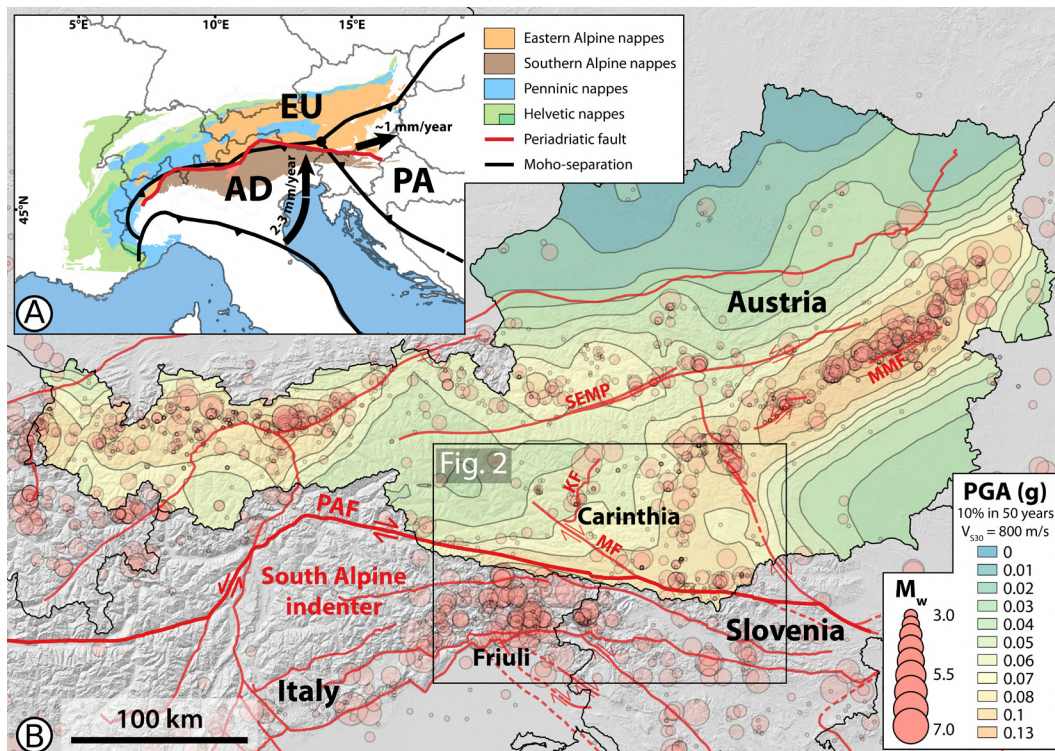 5°E
10°E
15°E
45°N
EU
AD
PA
~1 mm/year
2-3 mm/year
A
Eastern Alpine nappes
Southern Alpine nappes
Penninic nappes
Helvetic nappes
Periadriatic fault
Moho-separation
Austria
MMF
SEMP
Fig. 2
KF
Carinthia
MF
PAF
South Alpine
indenter
Slovenia
Friuli
Italy
B
100 km
PGA (g)
10% in 50 years
VS30 = 800 m/s
0
0.01
0.02
0.03
0.04
0.05
0.06
0.07
0.08
0.1
0.13
Mw
3.0
5.5
7.0